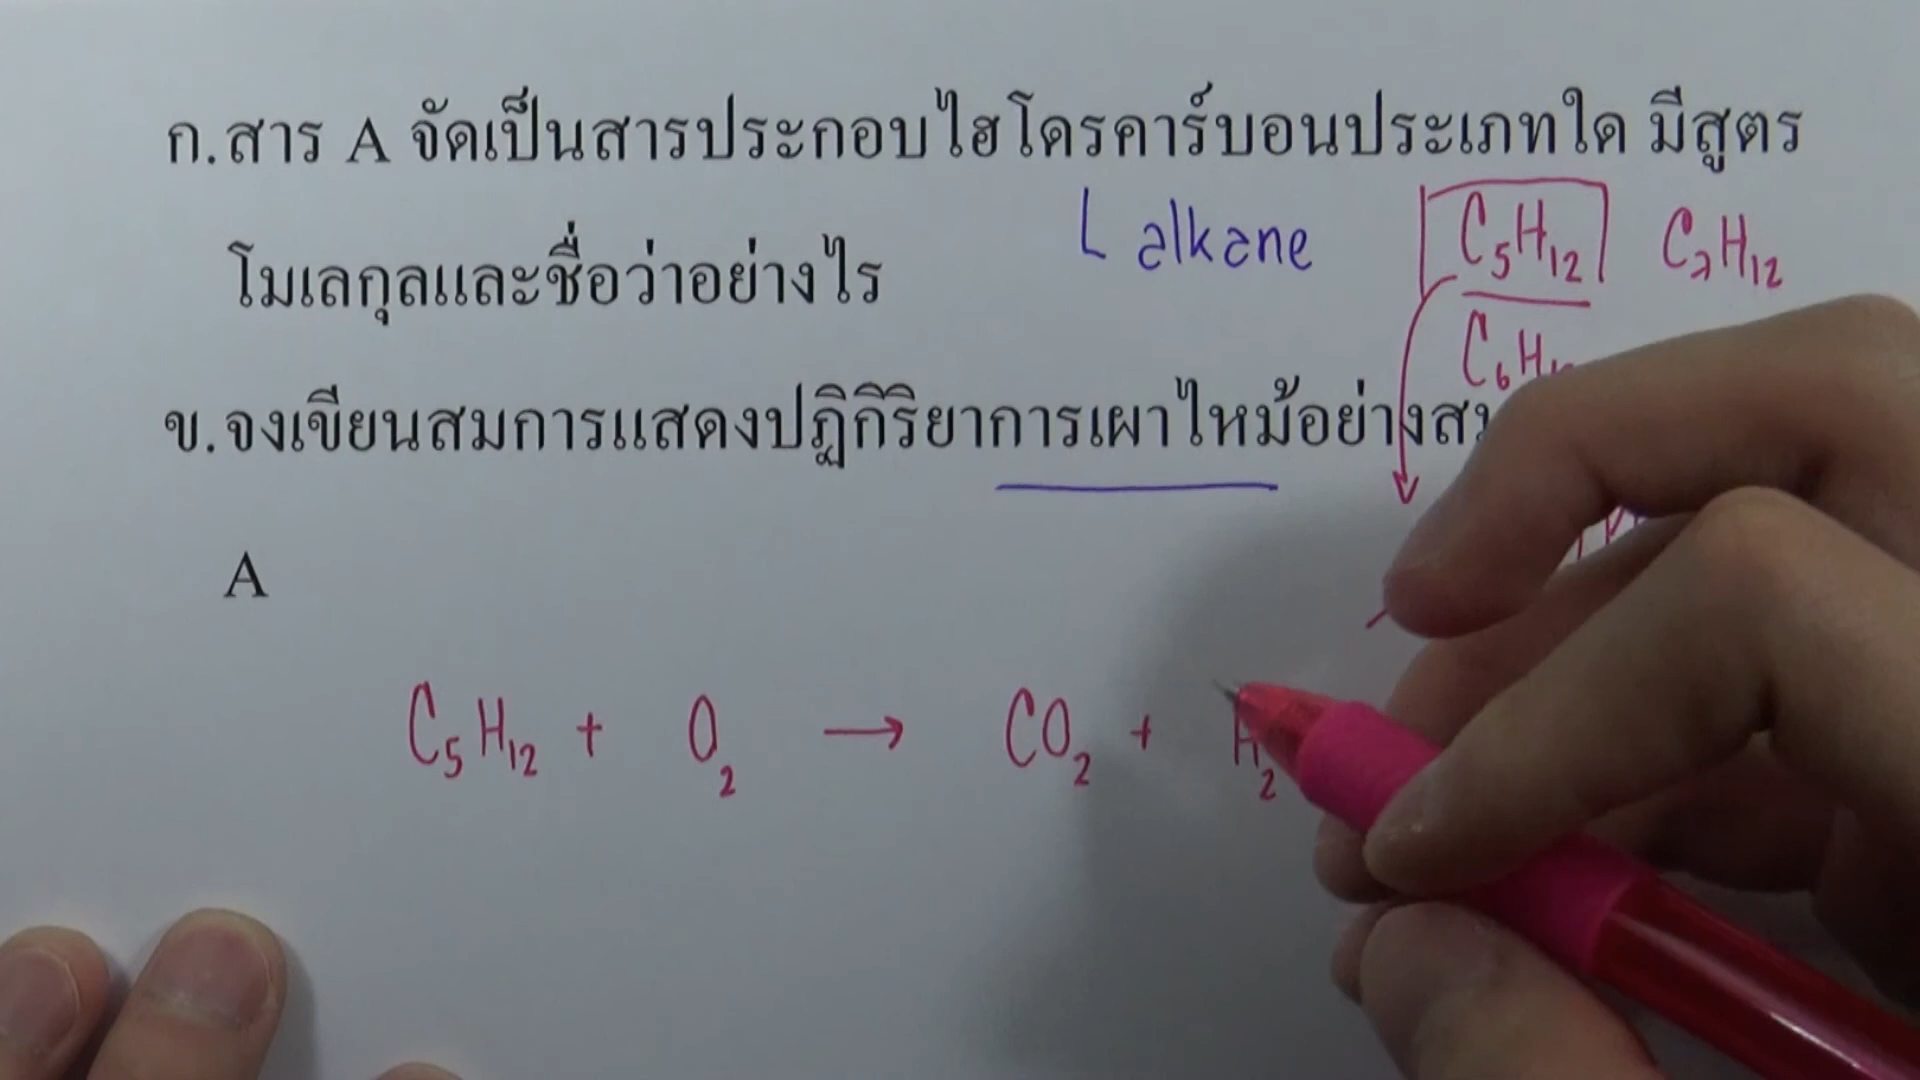 ก. สาร A จัดเป็นสารประกอบไฮโดรคาร์บอนประเภทใด มีสูตร
โมเลกุลและชื่อว่าอย่างไร
alkane C₅H₁₂ C₇H₁₂
C₆H
ข. จงเขียนสมการแสดงปฏิกิริยาการเผาไหม้อย่าง
A
C₅H₁₂ + O₂ → CO₂ + H₂